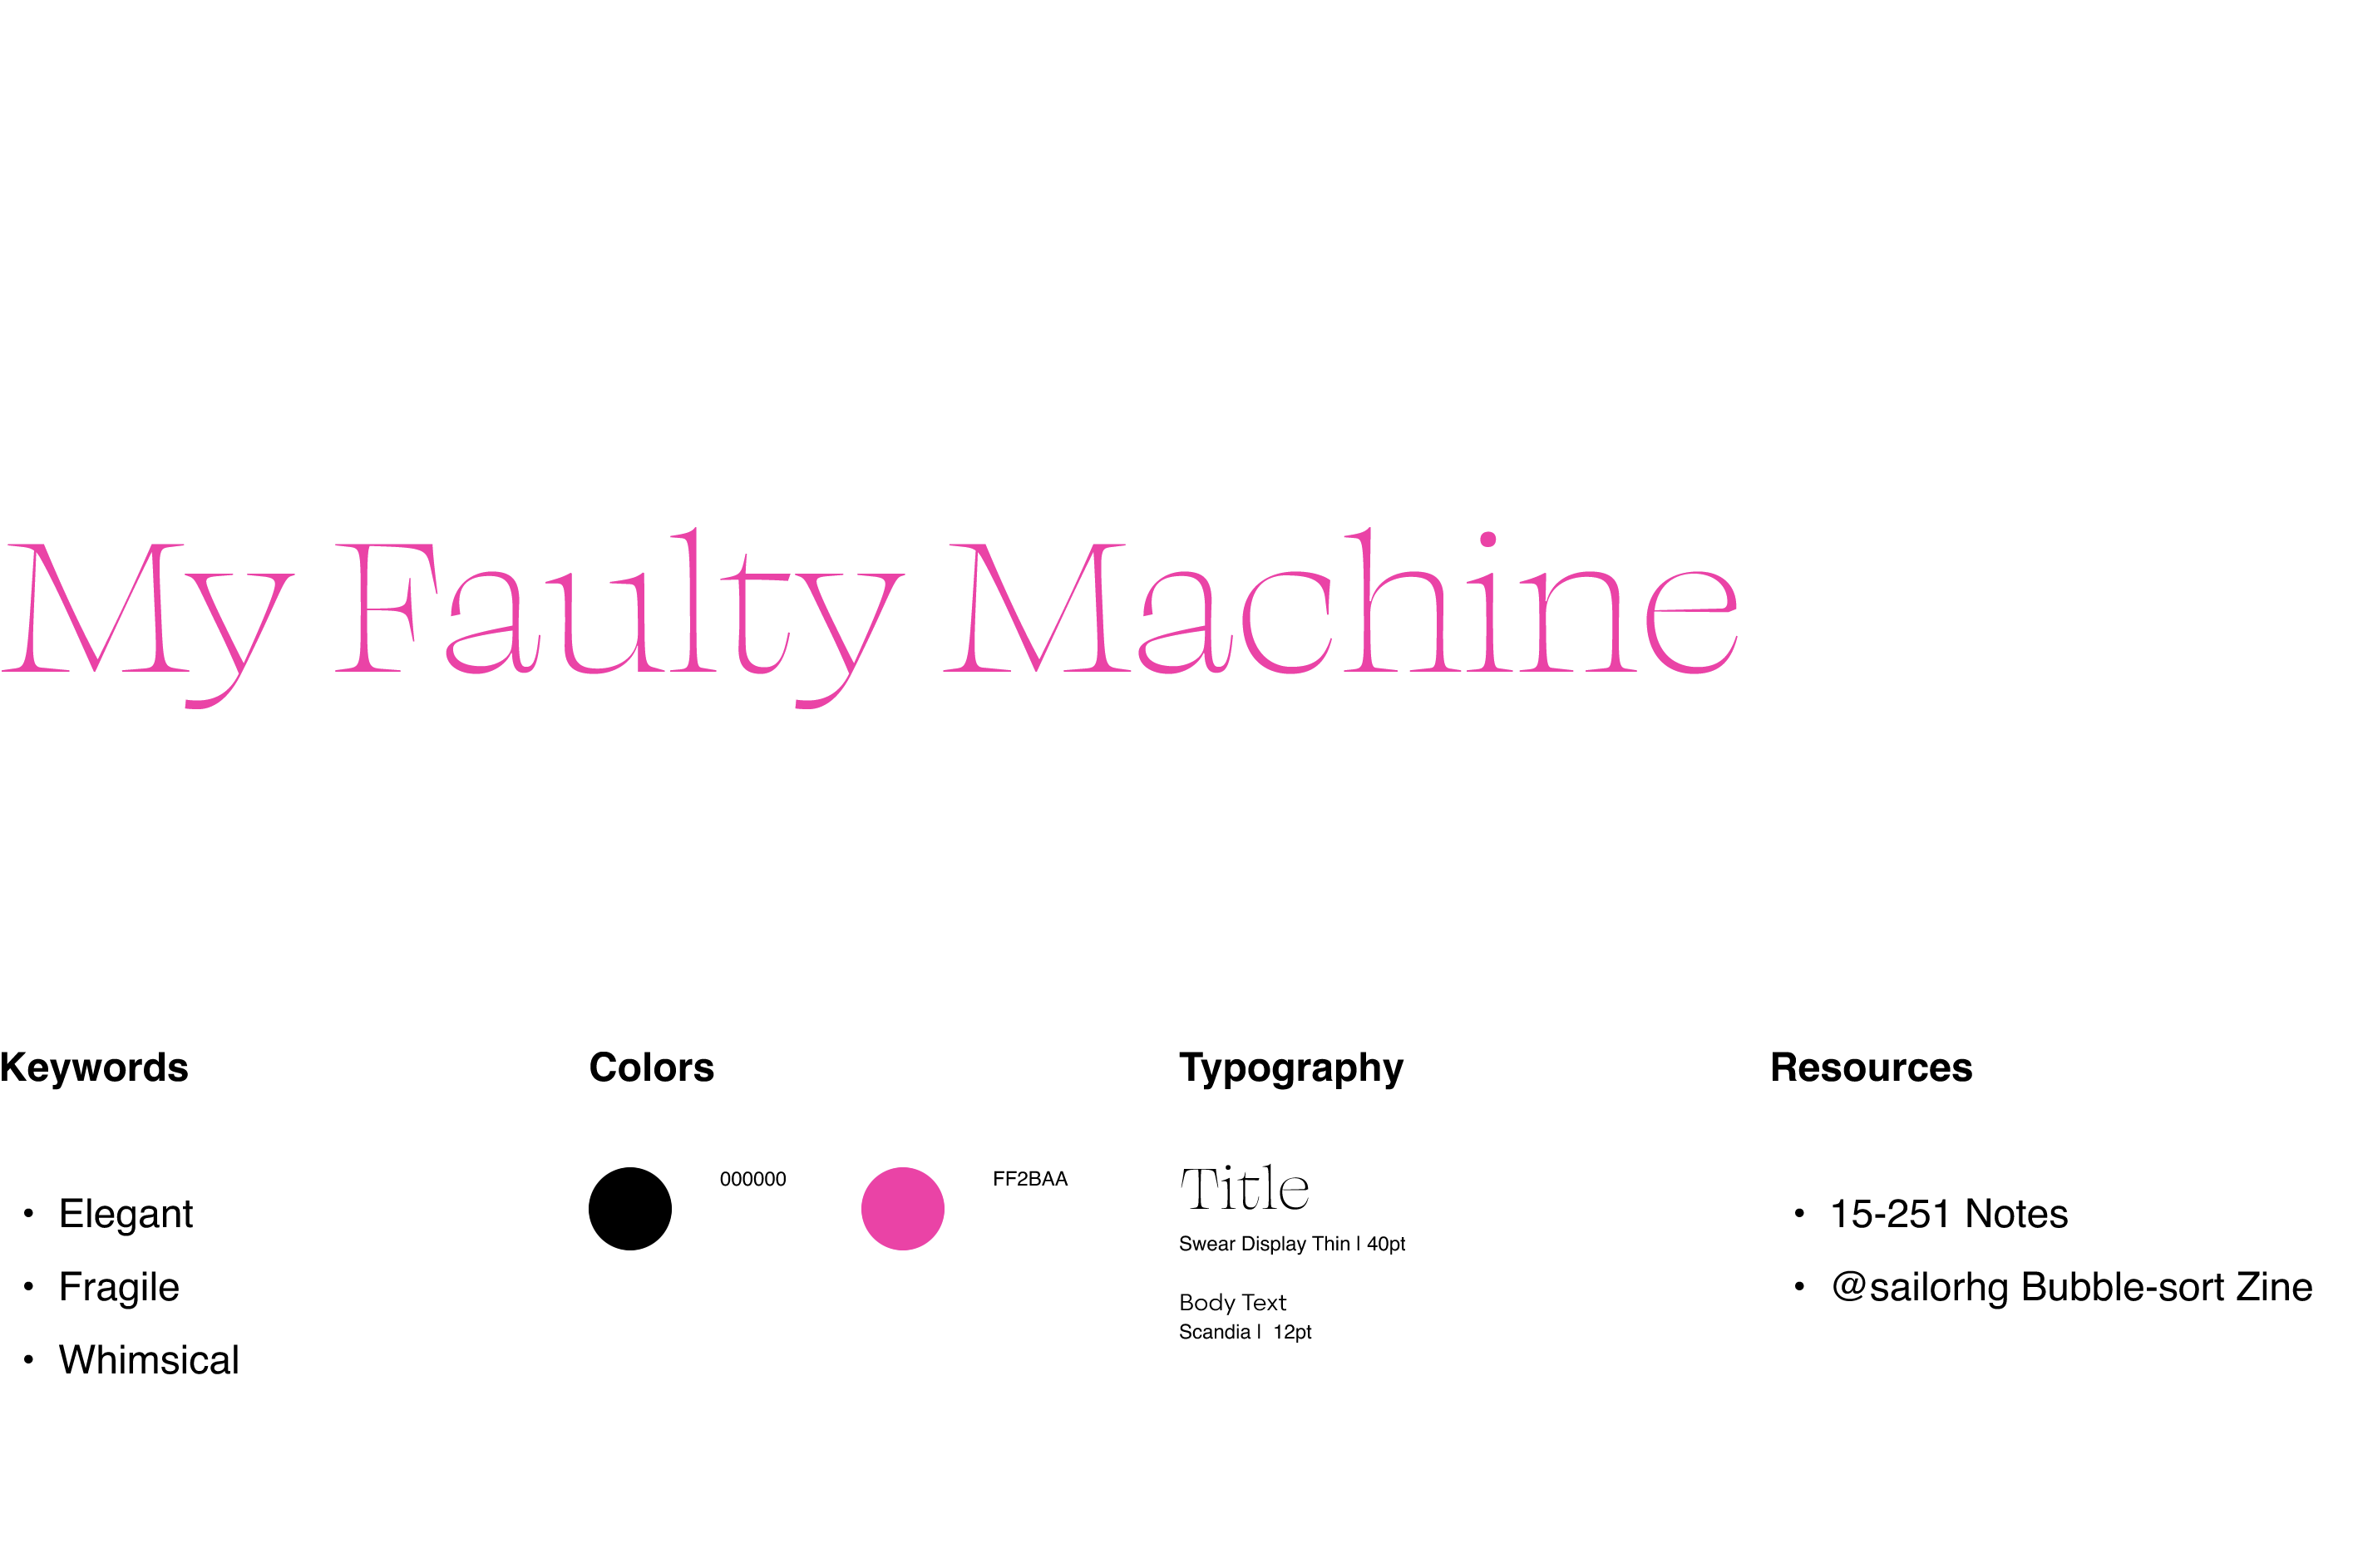 My Faulty Machine
Keywords
• Elegant
• Fragile
• Whimsical
Colors
000000
FF2BAA
Typography
Title
Swear Display Thin | 40pt
Body Text
Scandia | 12pt
Resources
• 15-251 Notes
• @sailorhg Bubble-sort Zine